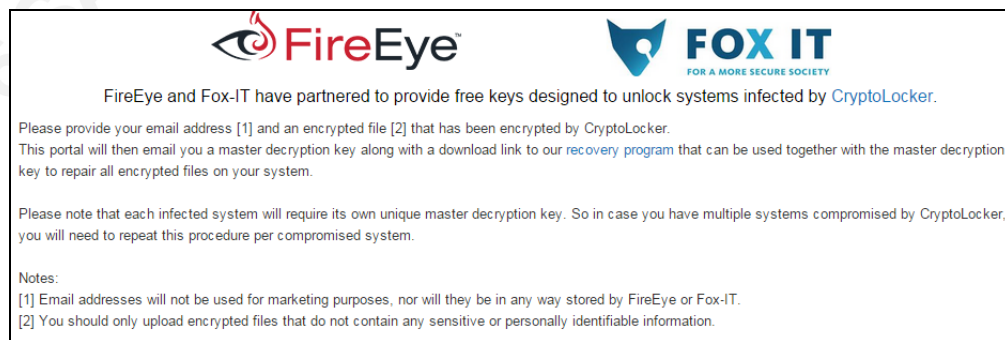 FireEye™
FOX IT
FOR A MORE SECURE SOCIETY
FireEye and Fox-IT have partnered to provide free keys designed to unlock systems infected by CryptoLocker.
Please provide your email address [1] and an encrypted file [2] that has been encrypted by CryptoLocker.
This portal will then email you a master decryption key along with a download link to our recovery program that can be used together with the master decryption
key to repair all encrypted files on your system.
Please note that each infected system will require its own unique master decryption key. So in case you have multiple systems compromised by CryptoLocker,
you will need to repeat this procedure per compromised system.
Notes:
[1] Email addresses will not be used for marketing purposes, nor will they be in any way stored by FireEye or Fox-IT.
[2] You should only upload encrypted files that do not contain any sensitive or personally identifiable information.